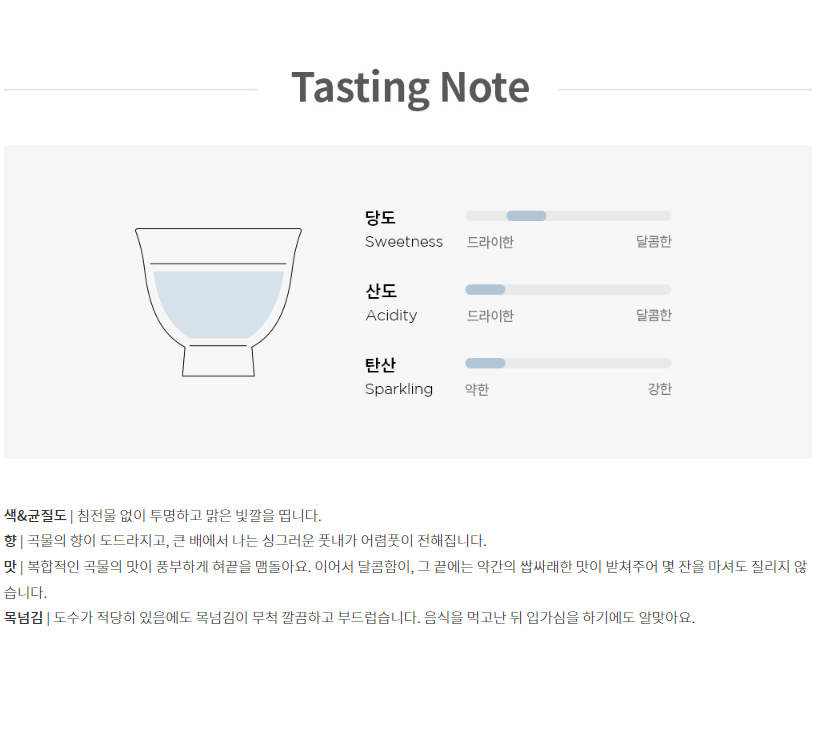 Tasting Note
당도
Sweetness
드라이한 달콤한
산도
Acidity
드라이한 달콤한
탄산
Sparkling
약한 강한
색&균질도 | 침전물 없이 투명하고 맑은 빛깔을 띱니다.
향 | 곡물의 향이 도드라지고, 큰 배에서 나는 싱그러운 풋내가 어렴풋이 전해집니다.
맛 | 복합적인 곡물의 맛이 풍부하게 혀끝을 맴돌아요. 이어서 달콤함이, 그 끝에는 약간의 쌉싸래한 맛이 받쳐주어 몇 잔을 마셔도 질리지 않
습니다.
목넘김 | 도수가 적당히 있음에도 목넘김이 무척 깔끔하고 부드럽습니다. 음식을 먹고난 뒤 입가심을 하기에도 알맞아요.